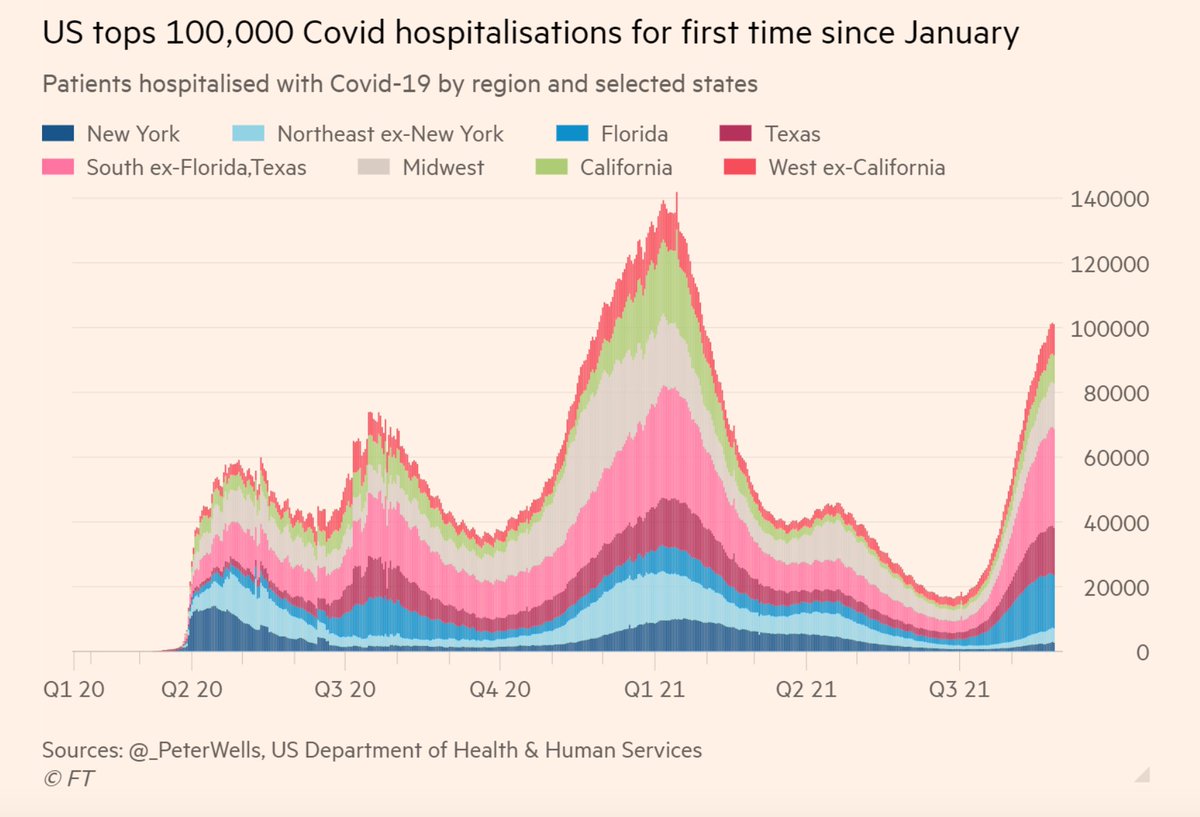 US tops 100,000 Covid hospitalisations for first time since January
Patients hospitalised with Covid-19 by region and selected states
New York Northeast ex-New York Florida Texas
South ex-Florida,Texas Midwest California West ex-California
140000
120000
100000
80000
60000
40000
20000
0
Q1 20 Q2 20 Q3 20 Q4 20 Q1 21 Q2 21 Q3 21
Sources: @_PeterWells, US Department of Health & Human Services
© FT